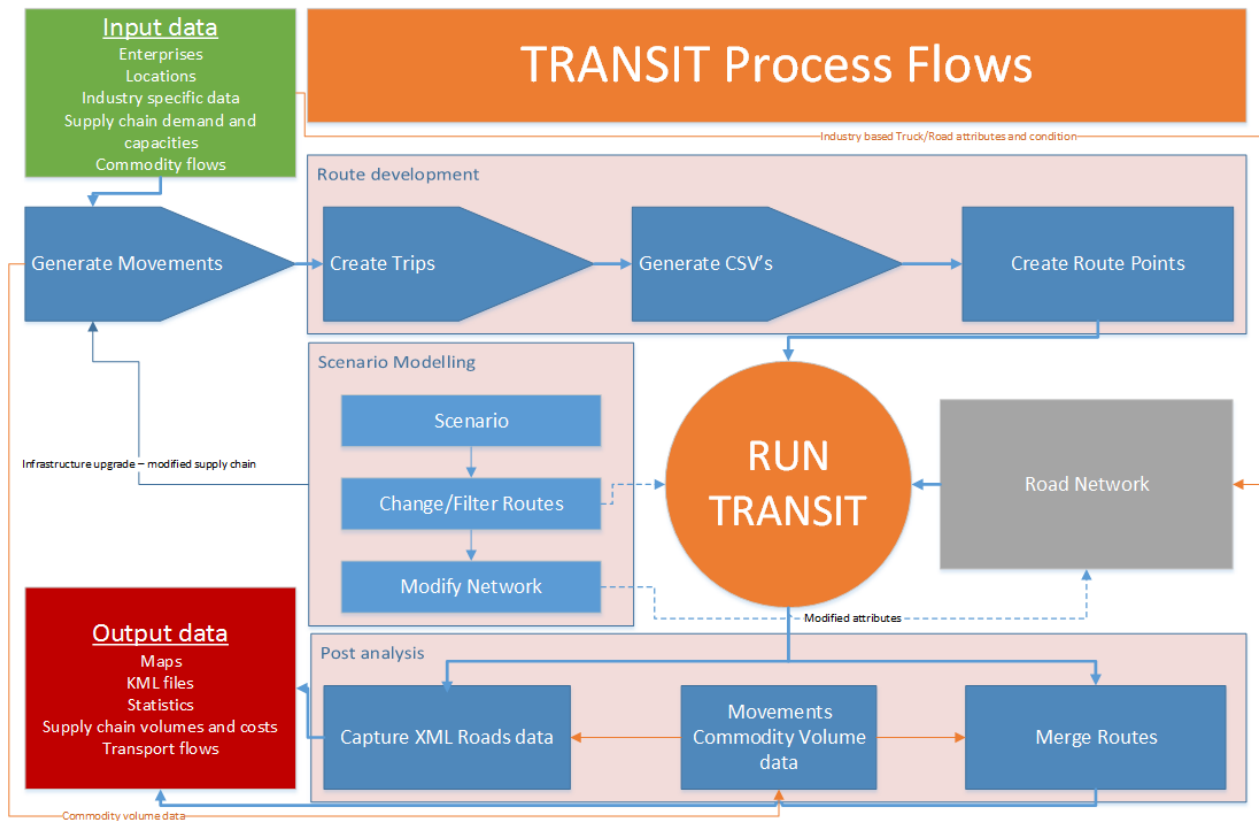 Input data
Enterprises
Locations
Industry specific data
Supply chain demand and
capacities
Commodity flows
TRANSIT Process Flows
Industry based Truck/Road attributes and condition
Route development
Generate Movements
Create Trips
Generate CSV's
Create Route Points
Scenario Modelling
Scenario
Change/Filter Routes
Modify Network
Infrastructure upgrade – modified supply chain
RUN
TRANSIT
Road Network
Modified attributes
Output data
Maps
KML files
Statistics
Supply chain volumes and costs
Transport flows
Post analysis
Capture XML Roads data
Movements
Commodity Volume
data
Merge Routes
Commodity volume data